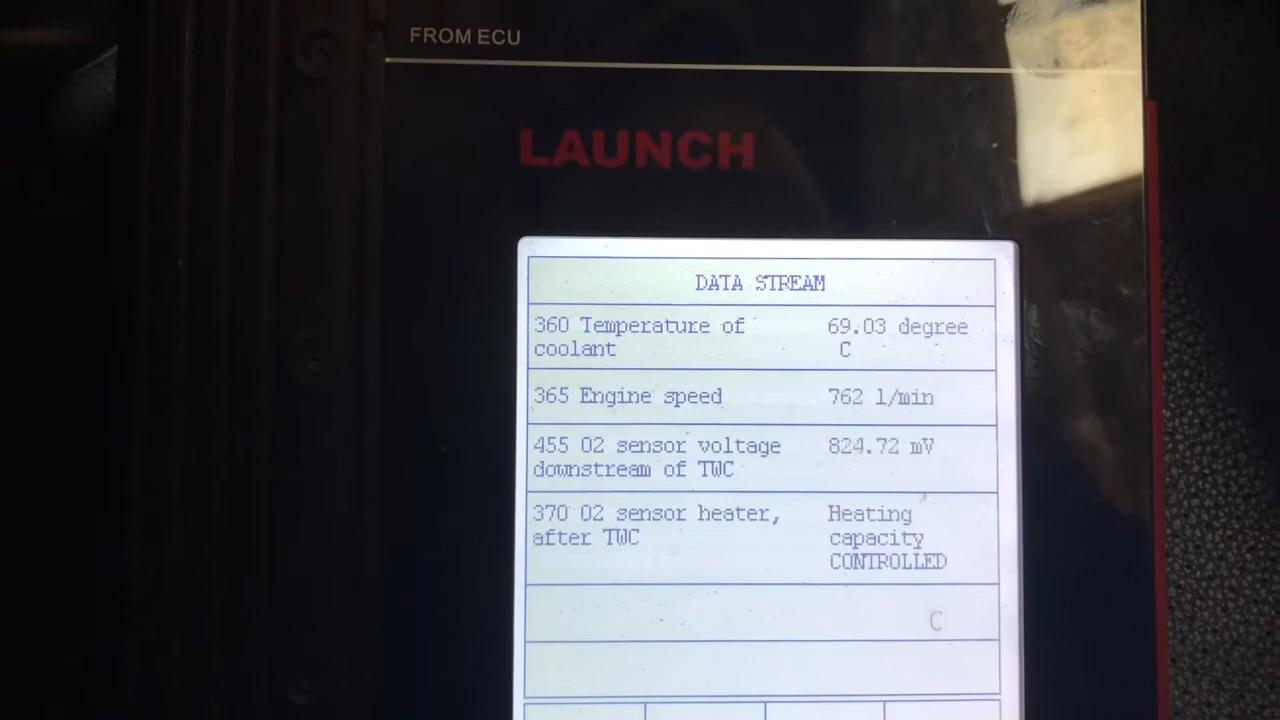 FROM ECU
LAUNCH
DATA STREAM
360 Temperature of
coolant
69.03 degree
C
365 Engine speed
762 l/min
455 O2 sensor voltage
downstream of TWC
824.72 mV
370 O2 sensor heater,
after TWC
Heating
capacity
CONTROLLED
C